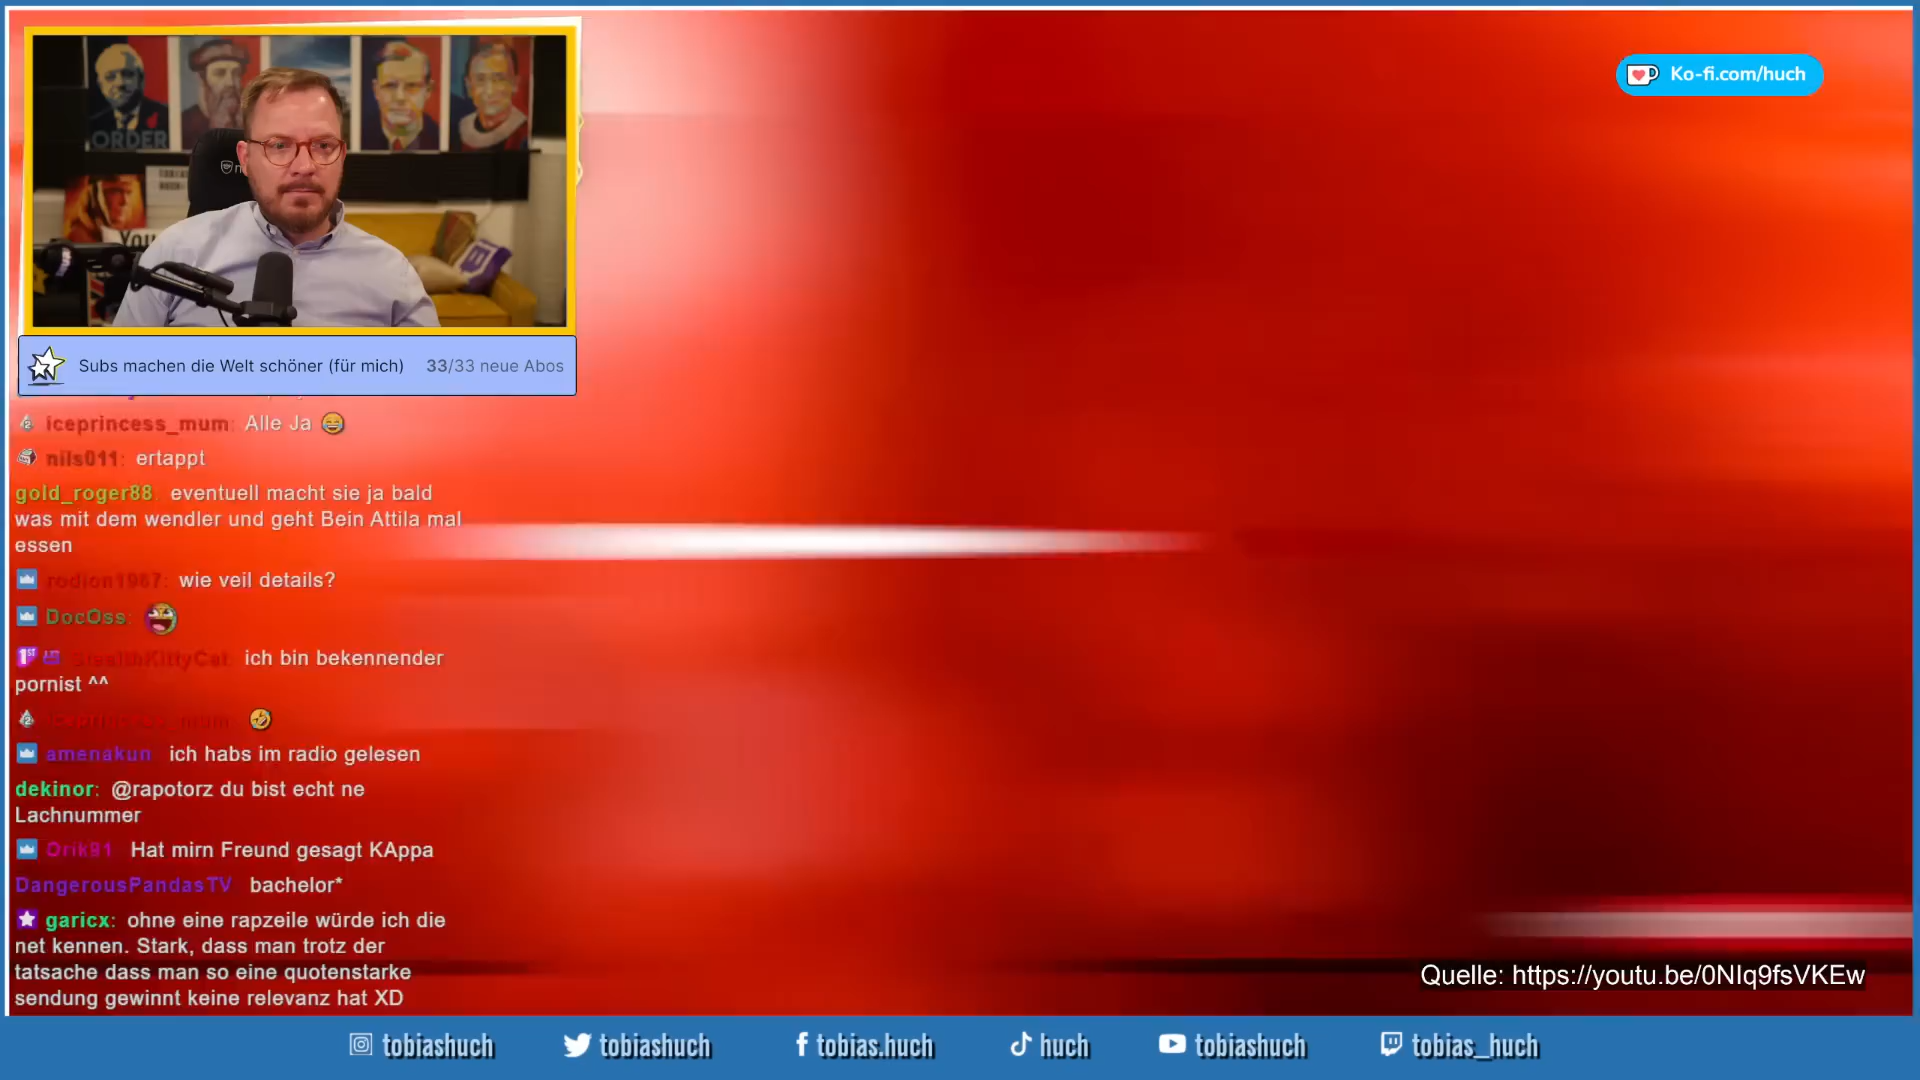 ORDER
Ko-fi.com/huch
Subs machen die Welt schöner (für mich) 33/33 neue Abos
iceprincess_mum: Alle Ja
nils011: ertappt
gold_roger88: eventuell macht sie ja bald
was mit dem wendler und geht Bein Attila mal
essen
rodion1987: wie veil details?
DocOss:
StealthKittyCat: ich bin bekennender
pornist ^^
iceprincess_mum:
amenakun: ich habs im radio gelesen
dekinor: @rapotorz du bist echt ne
Lachnummer
Orik91: Hat mirn Freund gesagt KAppa
DangerousPandasTV: bachelor*
garicx: ohne eine rapzeile würde ich die
net kennen. Stark, dass man trotz der
tatsache dass man so eine quotenstarke
sendung gewinnt keine relevanz hat XD
Quelle: https://youtu.be/0NIq9fsVKEw
tobiashuch tobiashuch tobias.huch huch tobiashuch tobias_huch